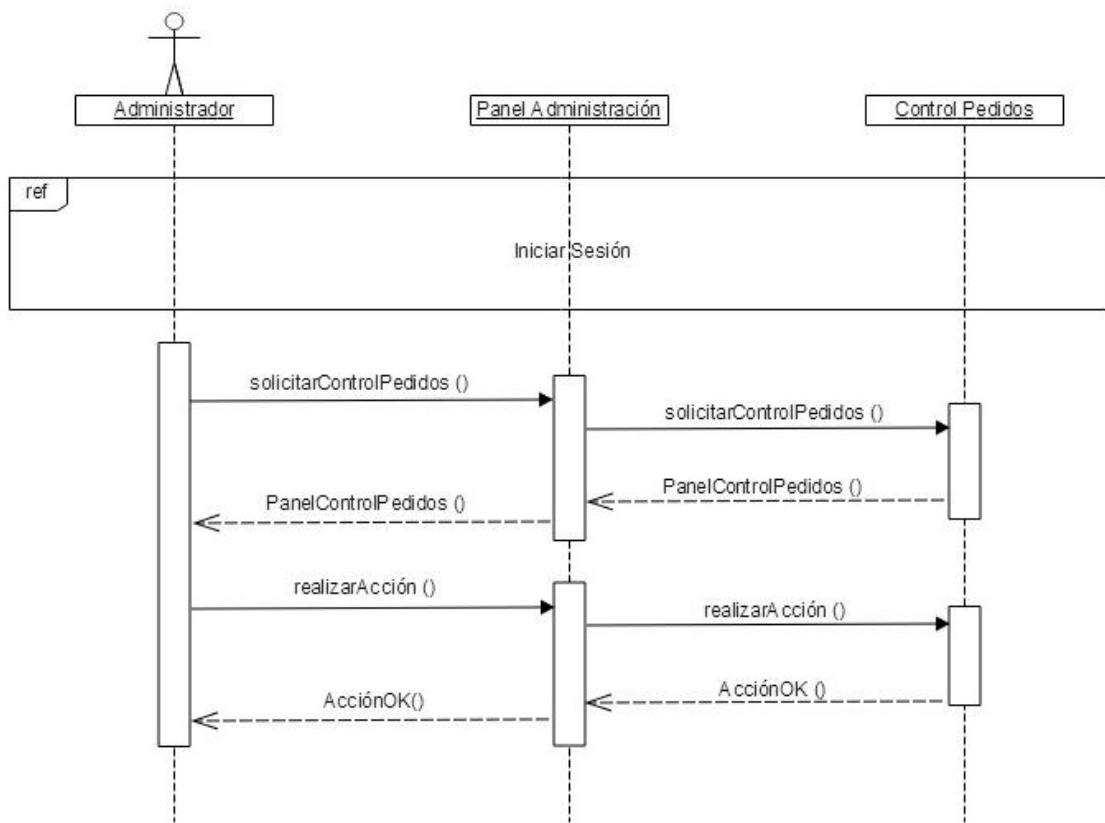 Administrador
Panel Administración
Control Pedidos
ref
Iniciar Sesión
solicitarControlPedidos ()
solicitarControlPedidos ()
PanelControlPedidos ()
PanelControlPedidos ()
realizarAcción ()
realizarAcción ()
AcciónOK ()
AcciónOK()